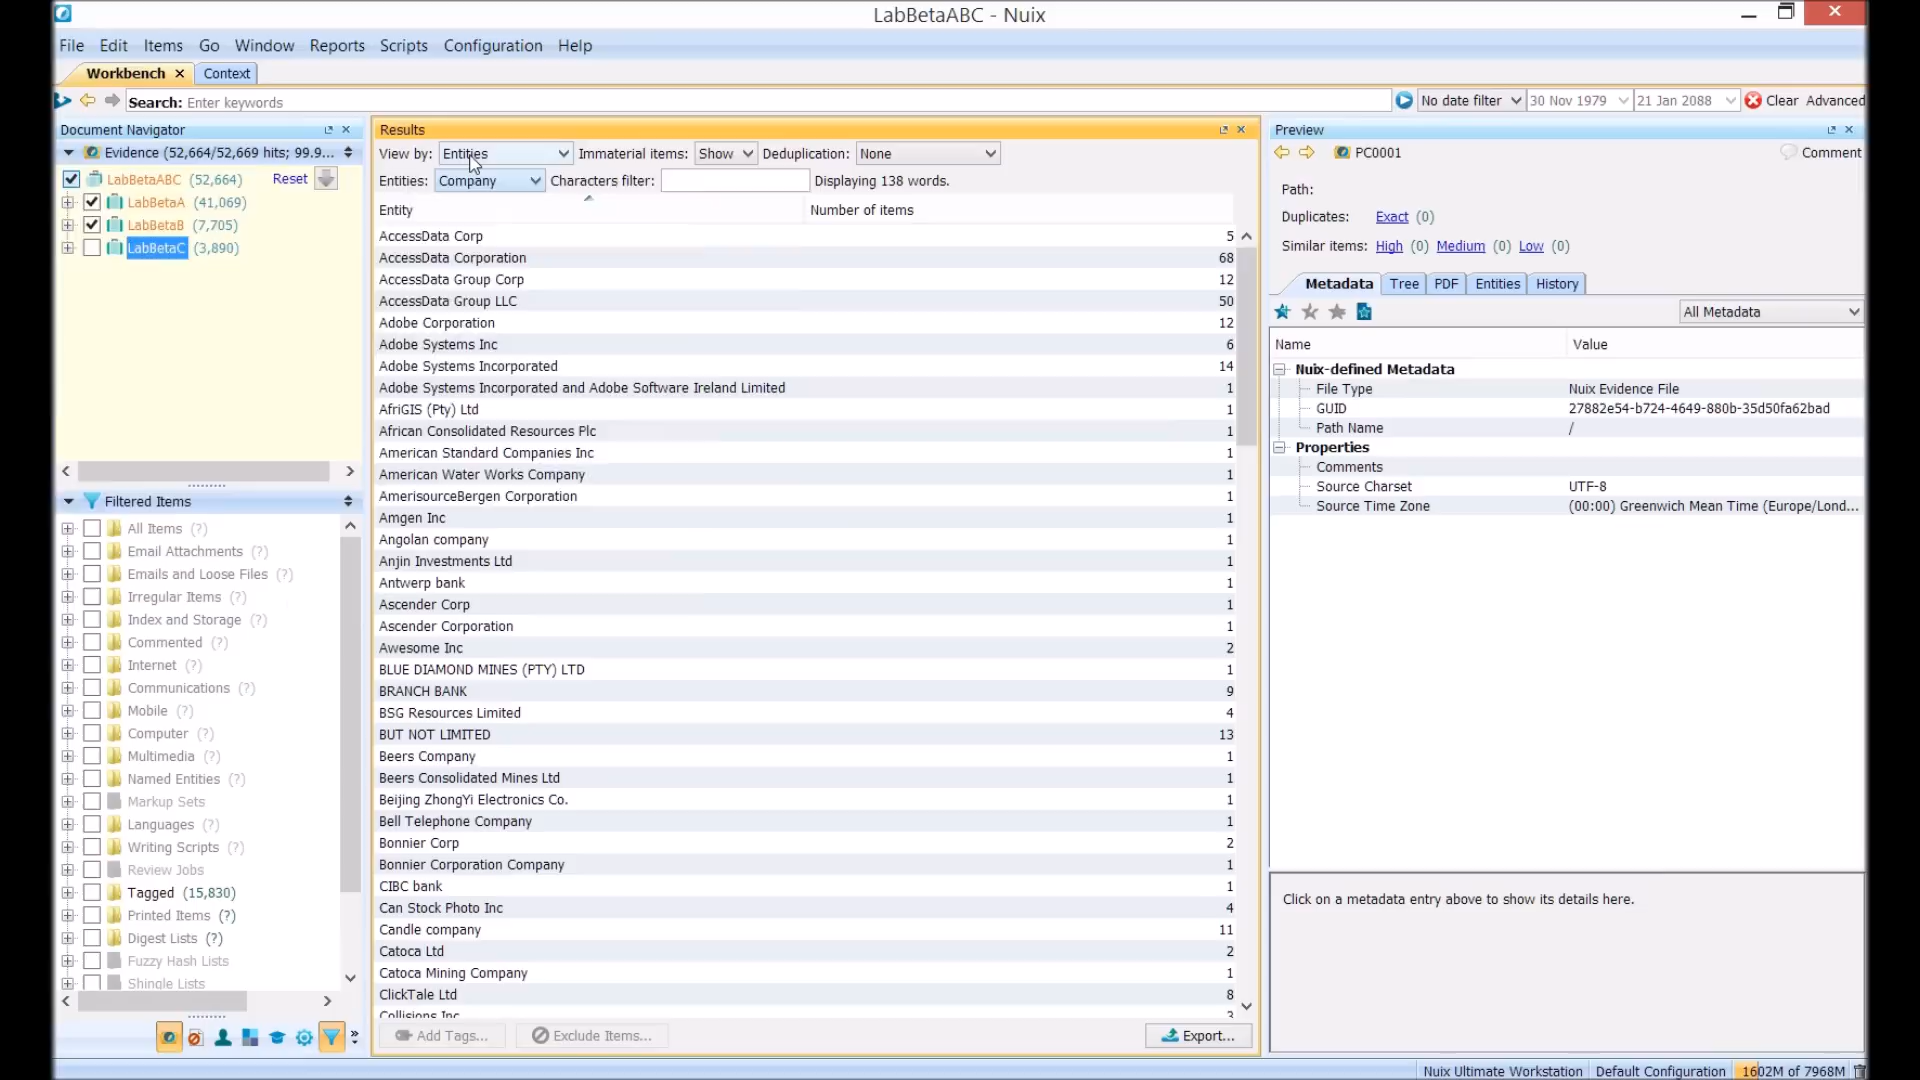 LabBetaABC - Nuix
File Edit Items Go Window Reports Scripts Configuration Help
Workbench Context
Search: Enter keywords No date filter 30 Nov 1979 21 Jan 2088 Clear Advanced
Document Navigator
Evidence (52,664/52,669 hits; 99.9...
LabBetaABC (52,664) Reset
LabBetaA (41,069)
LabBetaB (7,705)
LabBetaC (3,890)
Filtered Items
All Items (?)
Email Attachments (?)
Emails and Loose Files (?)
Irregular Items (?)
Index and Storage (?)
Commented (?)
Internet (?)
Communications (?)
Mobile (?)
Computer (?)
Multimedia (?)
Named Entities (?)
Markup Sets
Languages (?)
Writing Scripts (?)
Review Jobs
Tagged (15,830)
Printed Items (?)
Digest Lists (?)
Fuzzy Hash Lists
Shingle Lists
Results
View by: Entities Immaterial items: Show Deduplication: None
Entities: Company Characters filter: Displaying 138 words.
Entity Number of items
AccessData Corp 5
AccessData Corporation 68
AccessData Group Corp 12
AccessData Group LLC 50
Adobe Corporation 12
Adobe Systems Inc 6
Adobe Systems Incorporated 14
Adobe Systems Incorporated and Adobe Software Ireland Limited 1
AfriGIS (Pty) Ltd 1
African Consolidated Resources Plc 1
American Standard Companies Inc 1
American Water Works Company 1
AmerisourceBergen Corporation 1
Amgen Inc 1
Angolan company 1
Anjin Investments Ltd 1
Antwerp bank 1
Ascender Corp 1
Ascender Corporation 1
Awesome Inc 2
BLUE DIAMOND MINES (PTY) LTD 1
BRANCH BANK 9
BSG Resources Limited 4
BUT NOT LIMITED 13
Beers Company 1
Beers Consolidated Mines Ltd 1
Beijing ZhongYi Electronics Co. 1
Bell Telephone Company 1
Bonnier Corp 2
Bonnier Corporation Company 1
CIBC bank 1
Can Stock Photo Inc 4
Candle company 11
Catoca Ltd 2
Catoca Mining Company 1
ClickTale Ltd 8
Collisions Inc 3
Add Tags... Exclude Items... Export...
Preview
PC0001 Comment
Path:
Duplicates: Exact (0)
Similar items: High (0) Medium (0) Low (0)
Metadata Tree PDF Entities History
All Metadata
Name Value
Nuix-defined Metadata
File Type Nuix Evidence File
GUID 27882e54-b724-4649-880b-35d50fa62bad
Path Name /
Properties
Comments
Source Charset UTF-8
Source Time Zone (00:00) Greenwich Mean Time (Europe/Lond...
Click on a metadata entry above to show its details here.
Nuix Ultimate Workstation Default Configuration 1602M of 7968M